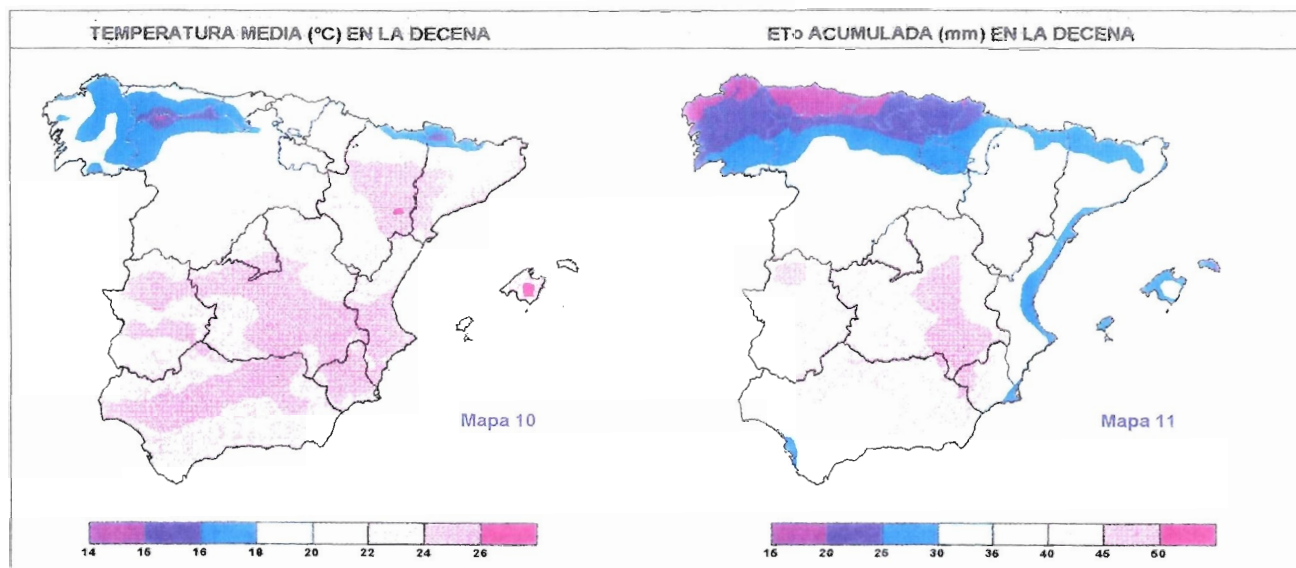 TEMPERATURA MEDIA (ºC) EN LA DECENA
ETo ACUMULADA (mm) EN LA DECENA
Mapa 10
Mapa 11
14 15 16 18 20 22 24 26
15 20 25 30 35 40 45 50